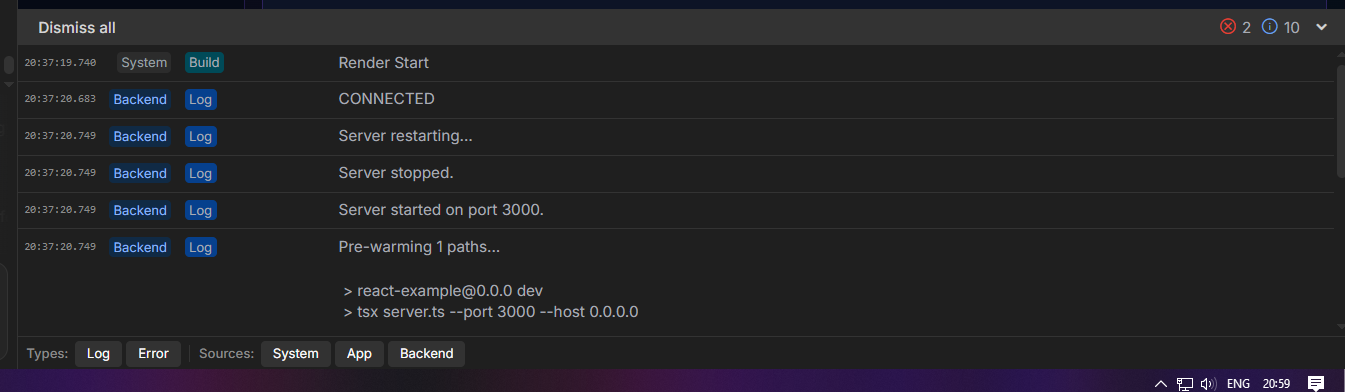 Dismiss all 2 10
20:37:19.740 System Build Render Start
20:37:20.683 Backend Log CONNECTED
20:37:20.749 Backend Log Server restarting...
20:37:20.749 Backend Log Server stopped.
20:37:20.749 Backend Log Server started on port 3000.
20:37:20.749 Backend Log Pre-warming 1 paths...
> react-example@0.0.0 dev
> tsx server.ts --port 3000 --host 0.0.0.0
Types: Log Error Sources: System App Backend
ENG 20:59